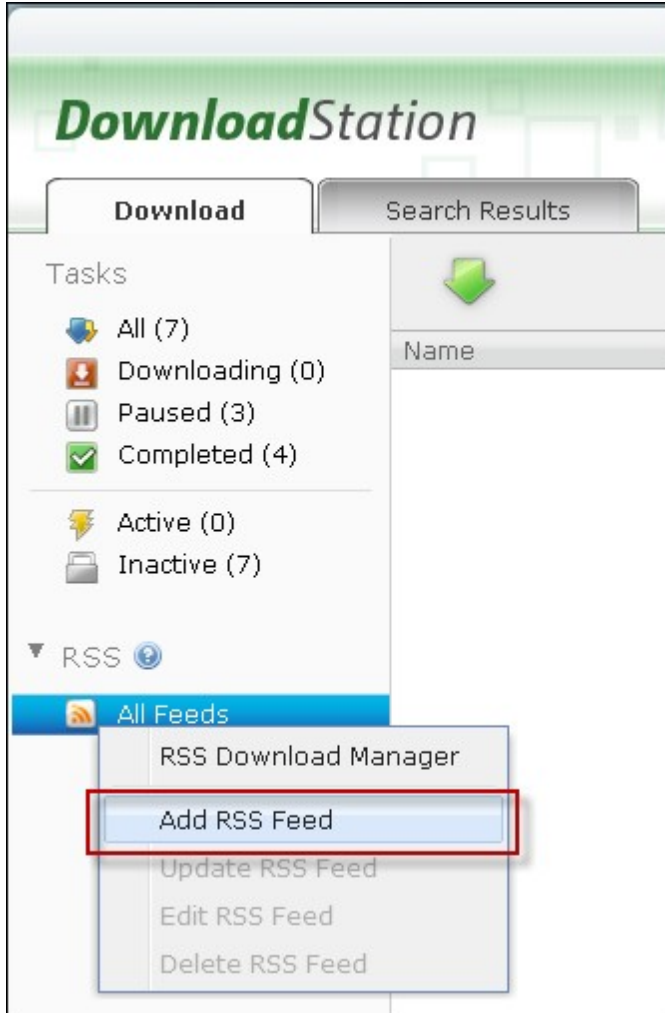 DownloadStation
Download
Search Results
Tasks
All (7)
Downloading (0)
Paused (3)
Completed (4)
Active (0)
Inactive (7)
Name
RSS
All Feeds
RSS Download Manager
Add RSS Feed
Update RSS Feed
Edit RSS Feed
Delete RSS Feed